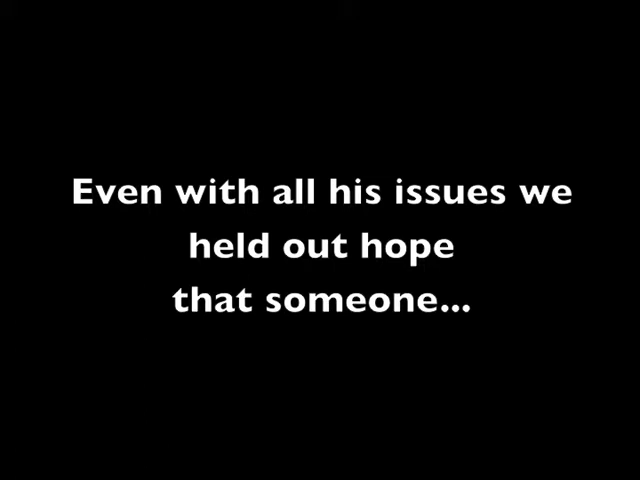 Even with all his issues we
held out hope
that someone...